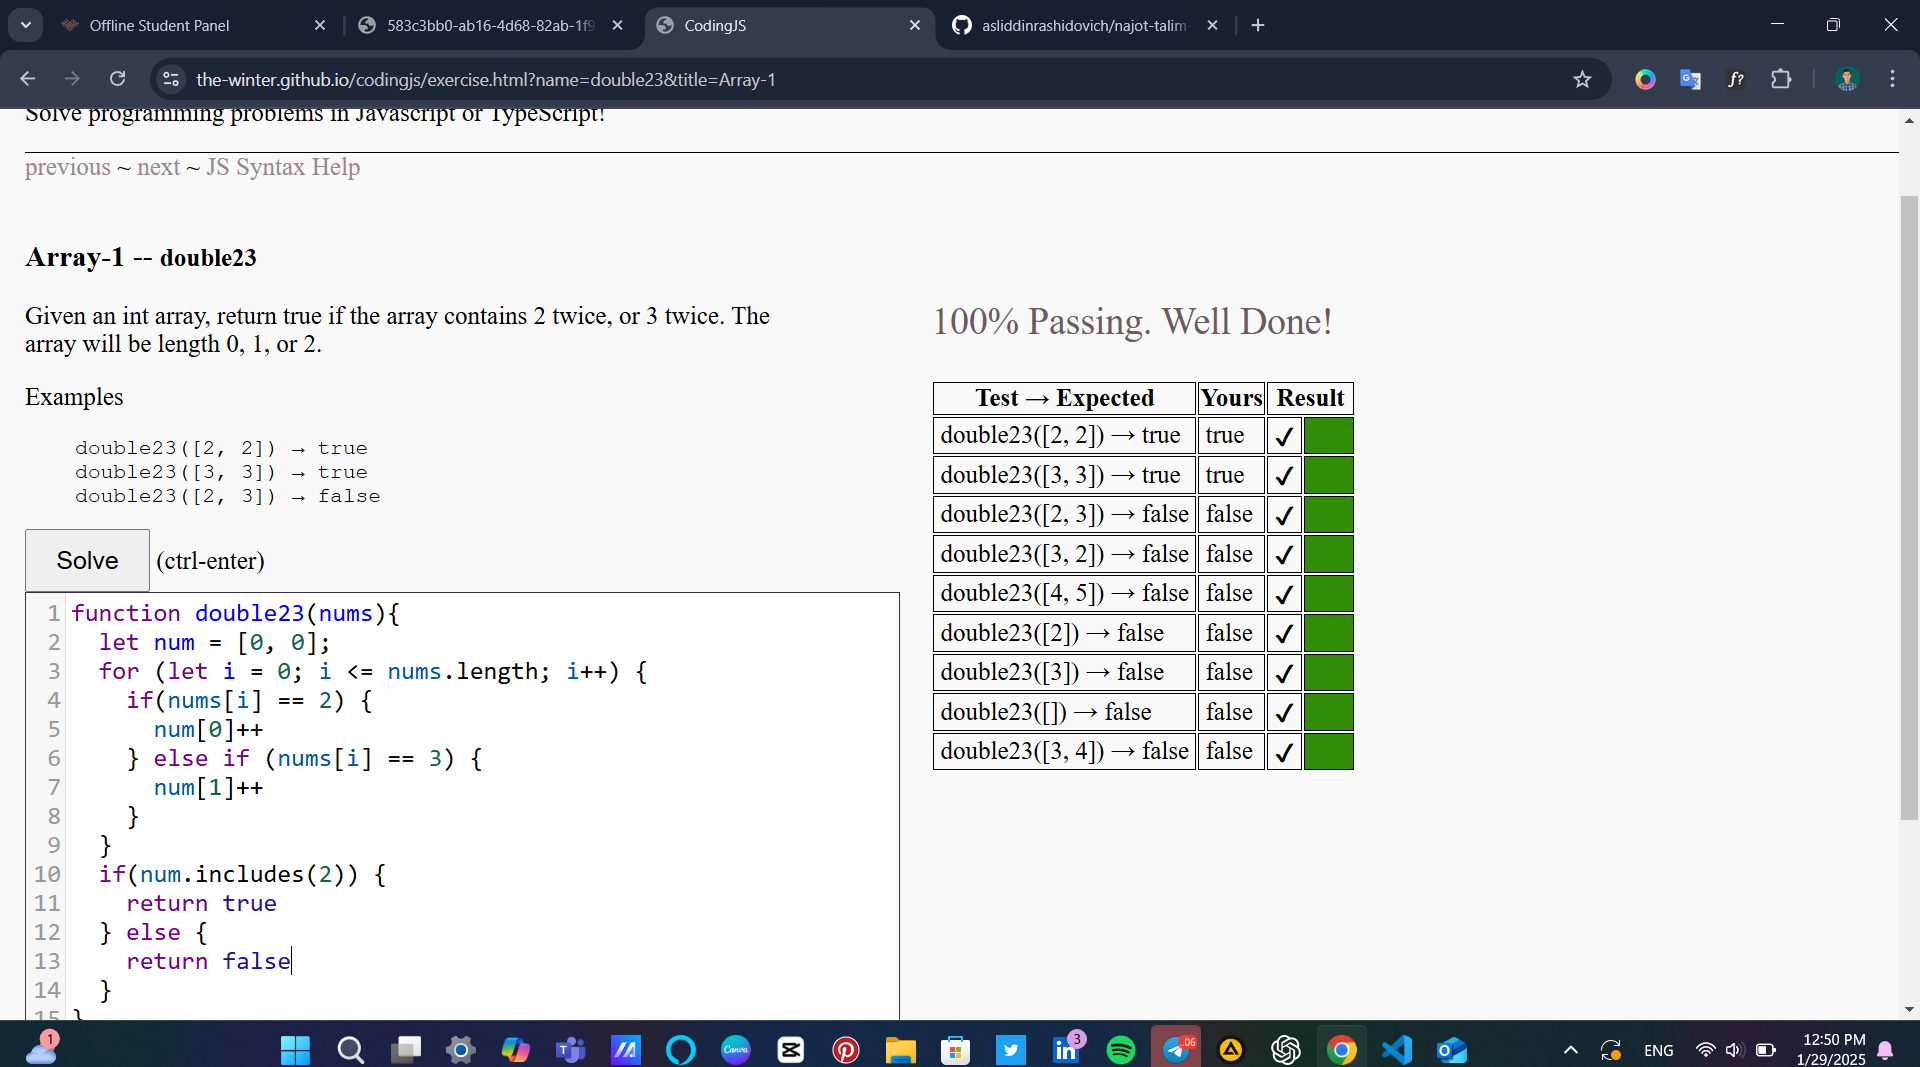 Offline Student Panel
583c3bb0-ab16-4d68-82ab-1f9
CodingJS
asliddinrashidovich/najot-talim
the-winter.github.io/codingjs/exercise.html?name=double23&title=Array-1
f?
Solve programming problems in Javascript or TypeScript!
previous ~ next ~ JS Syntax Help
Array-1 -- double23
Given an int array, return true if the array contains 2 twice, or 3 twice. The
array will be length 0, 1, or 2.
Examples
double23([2, 2]) → true
double23([3, 3]) → true
double23([2, 3]) → false
Solve (ctrl-enter)
1 function double23(nums){
2 let num = [0, 0];
3 for (let i = 0; i <= nums.length; i++) {
4 if(nums[i] == 2) {
5 num[0]++
6 } else if (nums[i] == 3) {
7 num[1]++
8 }
9 }
10 if(num.includes(2)) {
11 return true
12 } else {
13 return false
14 }
15 }
100% Passing. Well Done!
Test → Expected Yours Result
double23([2, 2]) → true true ✔
double23([3, 3]) → true true ✔
double23([2, 3]) → false false ✔
double23([3, 2]) → false false ✔
double23([4, 5]) → false false ✔
double23([2]) → false false ✔
double23([3]) → false false ✔
double23([]) → false false ✔
double23([3, 4]) → false false ✔
1
Canva
3
.06
ENG
12:50 PM
1/29/2025